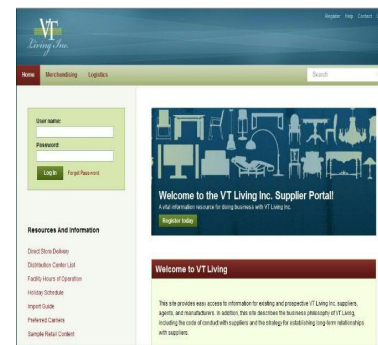 VT
Living Inc.
Register Help Contact
Home Merchandising Logistics
Search
User name:
Password:
Log In Forgot Password
Welcome to the VT Living Inc. Supplier Portal!
A vital information resource for doing business with VT Living Inc.
Register today
Resources And Information
Direct Store Delivery
Distribution Center List
Facility Hours of Operation
Holiday Schedule
Import Guide
Preferred Carriers
Sample Retail Content
Welcome to VT Living
This site provides easy access to information for existing and prospective VT Living Inc. suppliers,
agents, and manufacturers. In addition, this site describes the business philosophy of VT Living,
including the code of conduct with suppliers and the strategy for establishing long-term relationships
with suppliers.